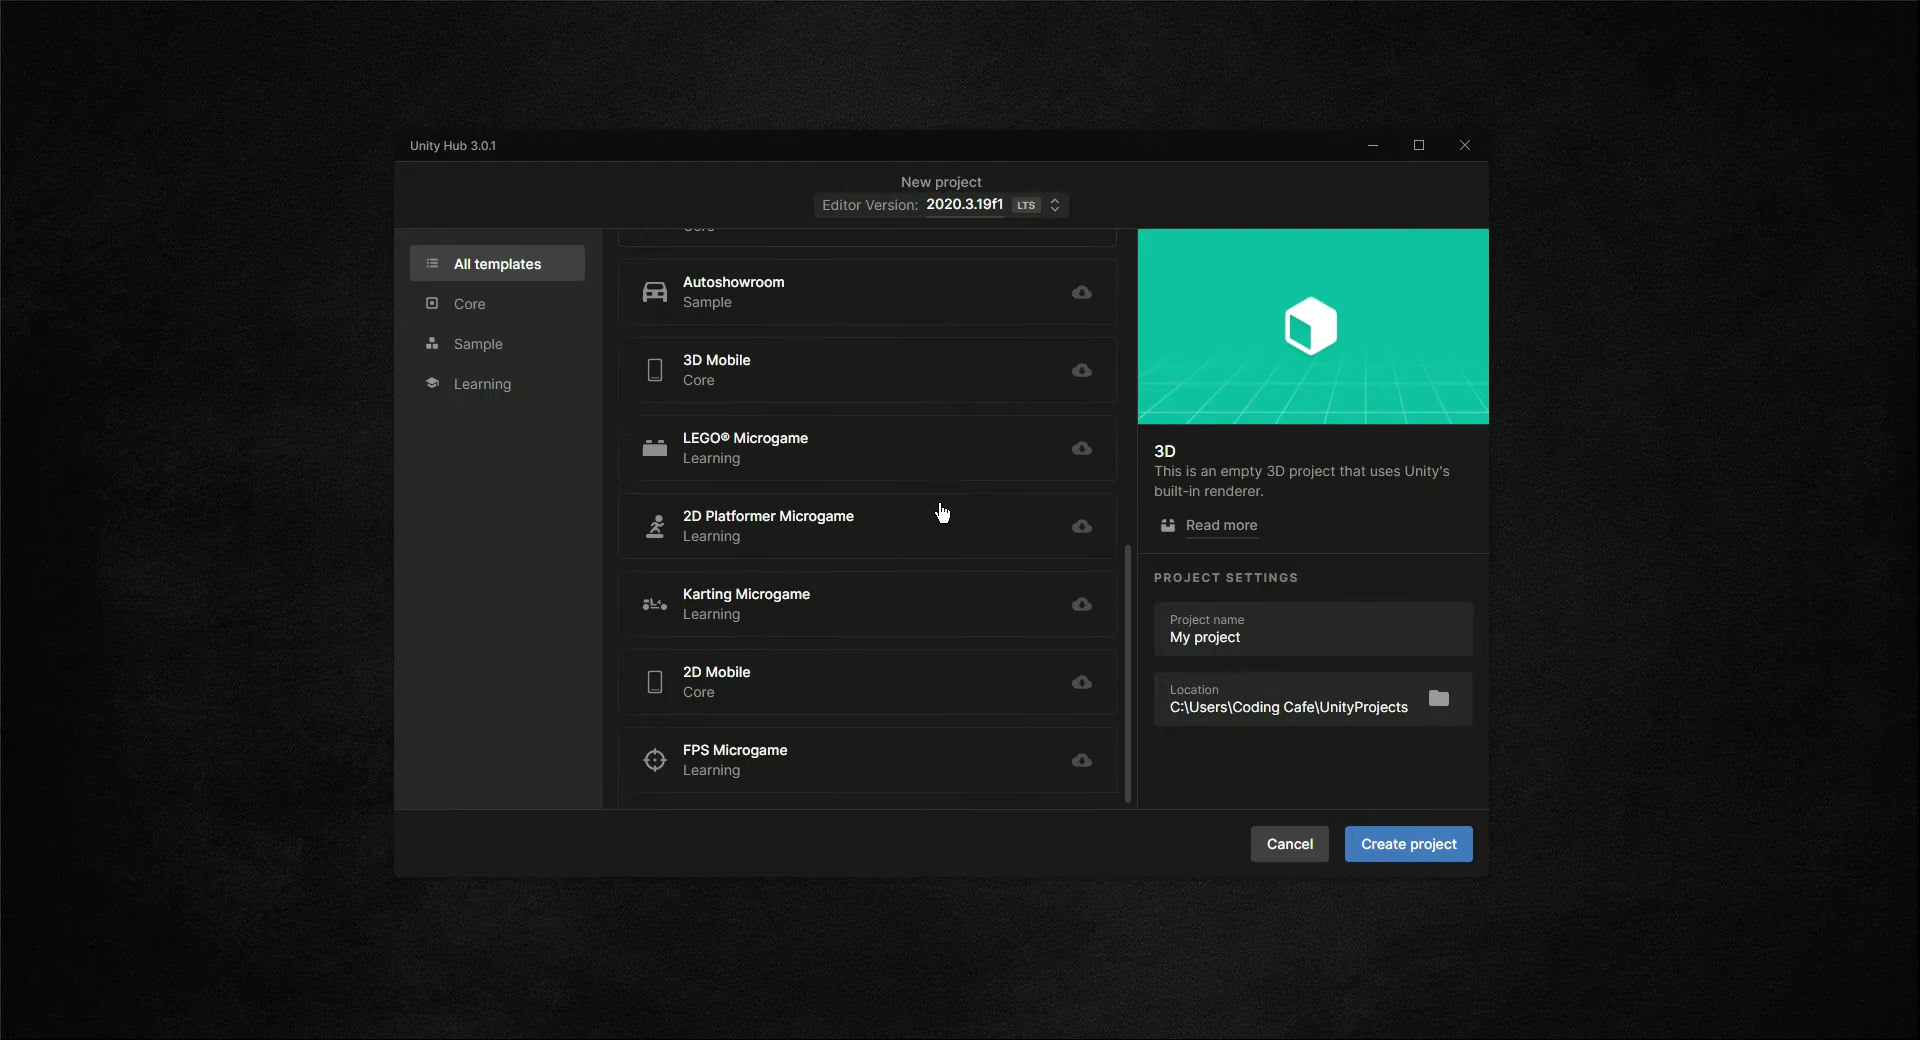 Unity Hub 3.0.1
New project
Editor Version: 2020.3.19f1 LTS
All templates
Core
Sample
Learning
Autoshowroom
Sample
3D Mobile
Core
LEGO® Microgame
Learning
2D Platformer Microgame
Learning
Karting Microgame
Learning
2D Mobile
Core
FPS Microgame
Learning
3D
This is an empty 3D project that uses Unity's
built-in renderer.
Read more
PROJECT SETTINGS
Project name
My project
Location
C:\Users\Coding Cafe\UnityProjects
Cancel
Create project